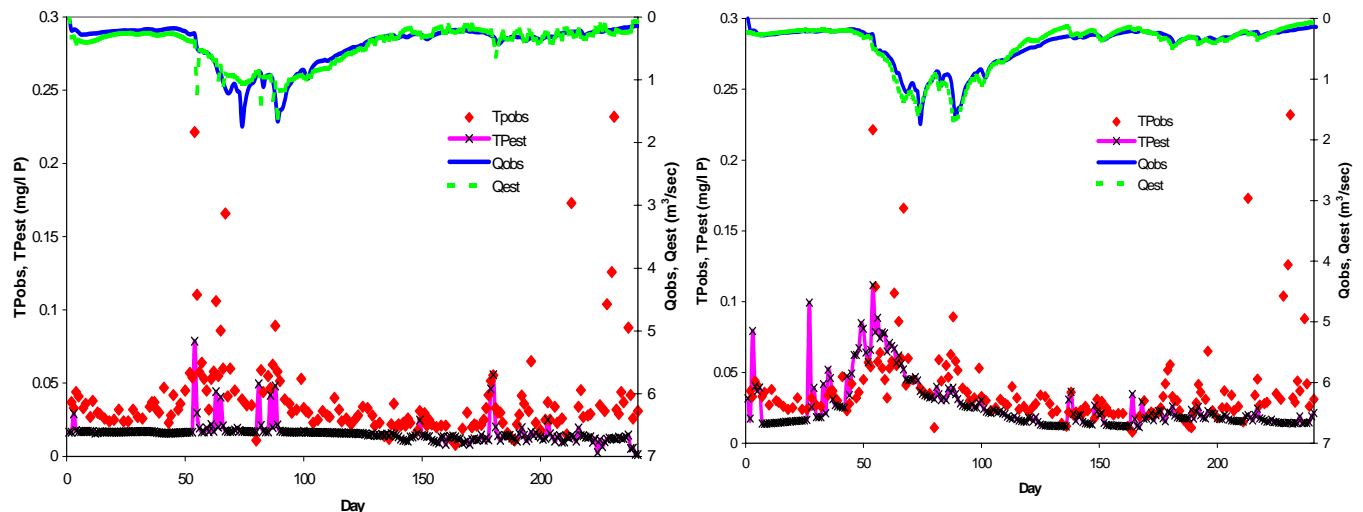 0.3
0.25
0.2
0.15
0.1
0.05
0
TPobs, TPest (mg/l P)
0
50
100
150
200
Day
0
1
2
3
4
5
6
7
Qobs, Qest (m³/sec)
Tpobs
TPest
Qobs
Qest
0.3
0.25
0.2
0.15
0.1
0.05
0
TPobs, TPest (mg/l P)
0
50
100
150
200
Day
0
1
2
3
4
5
6
7
Qobs, Qest (m³/sec)
TPobs
TPest
Qobs
Qest